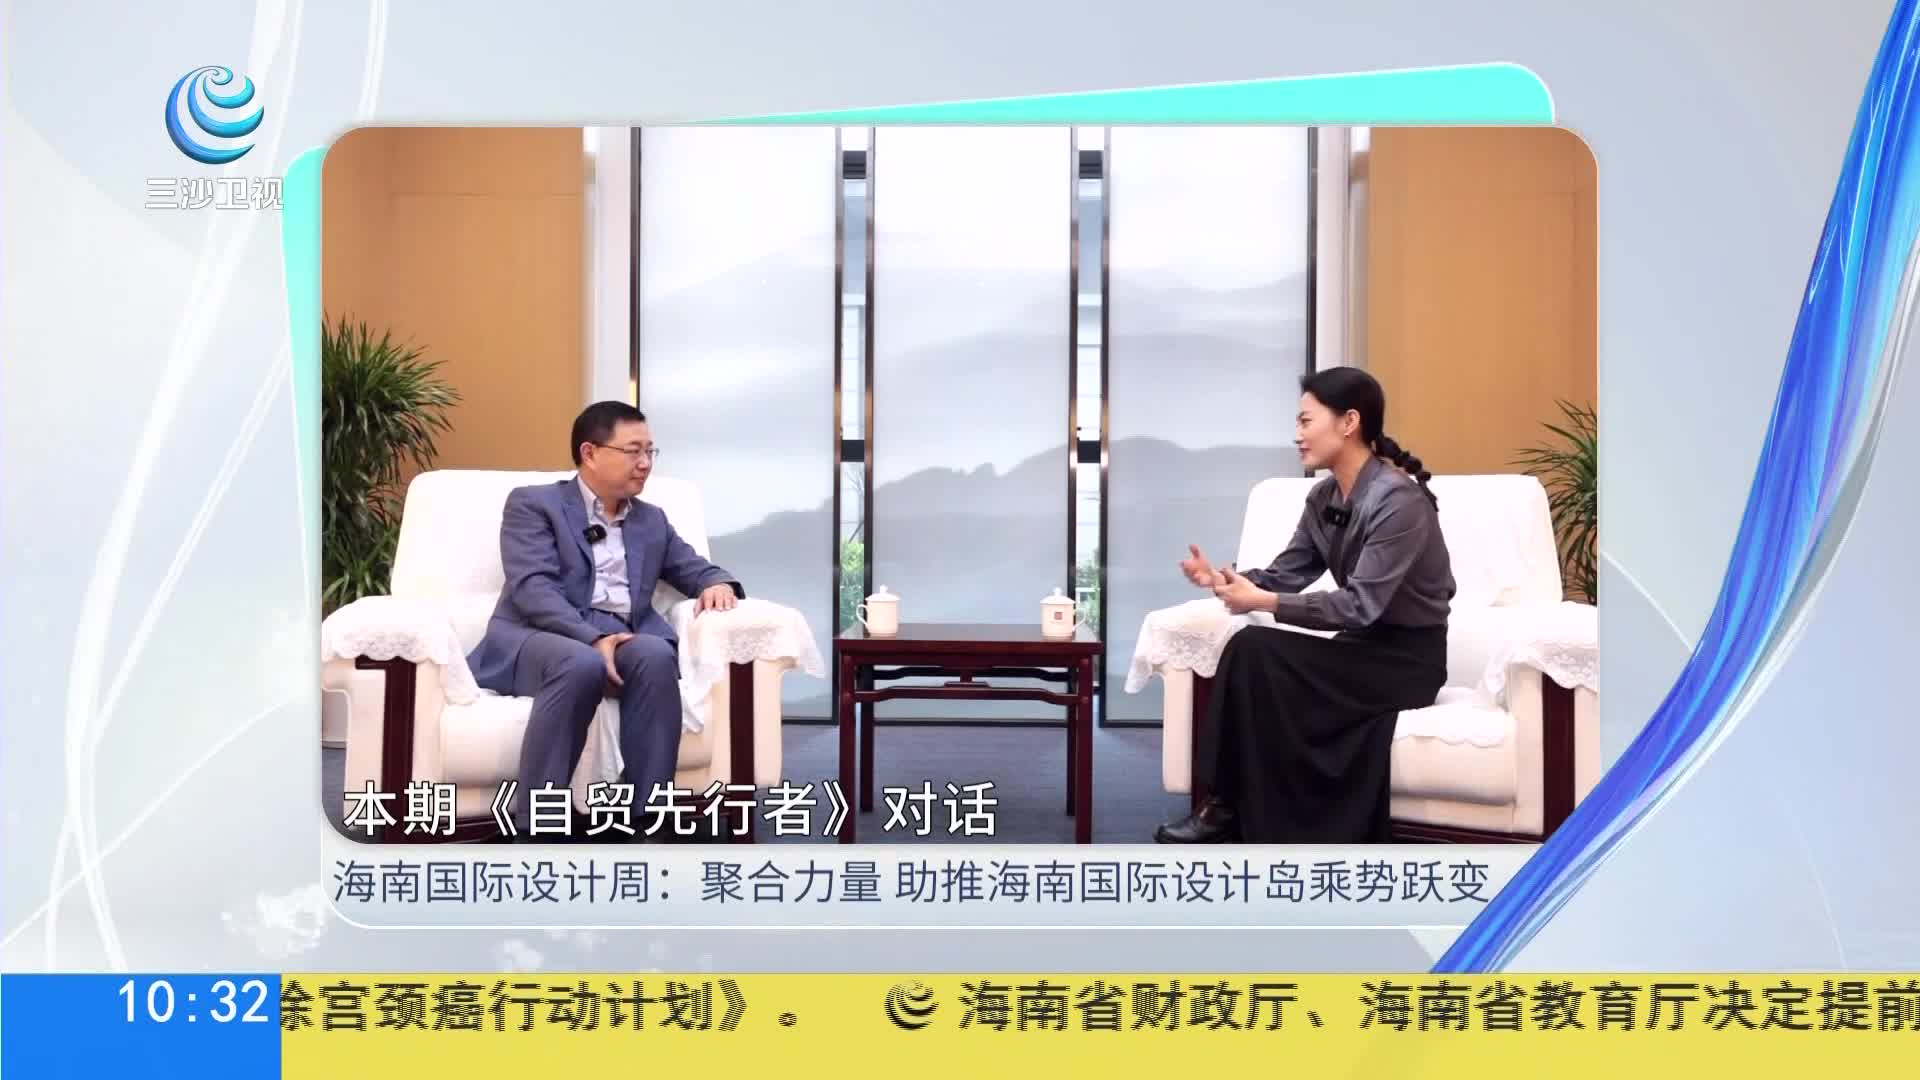 三沙卫视
本期《自贸先行者》对话
海南国际设计周：聚合力量 助推海南国际设计岛乘势跃变
10:32
除宫颈癌行动计划》。 海南省财政厅、海南省教育厅决定提前